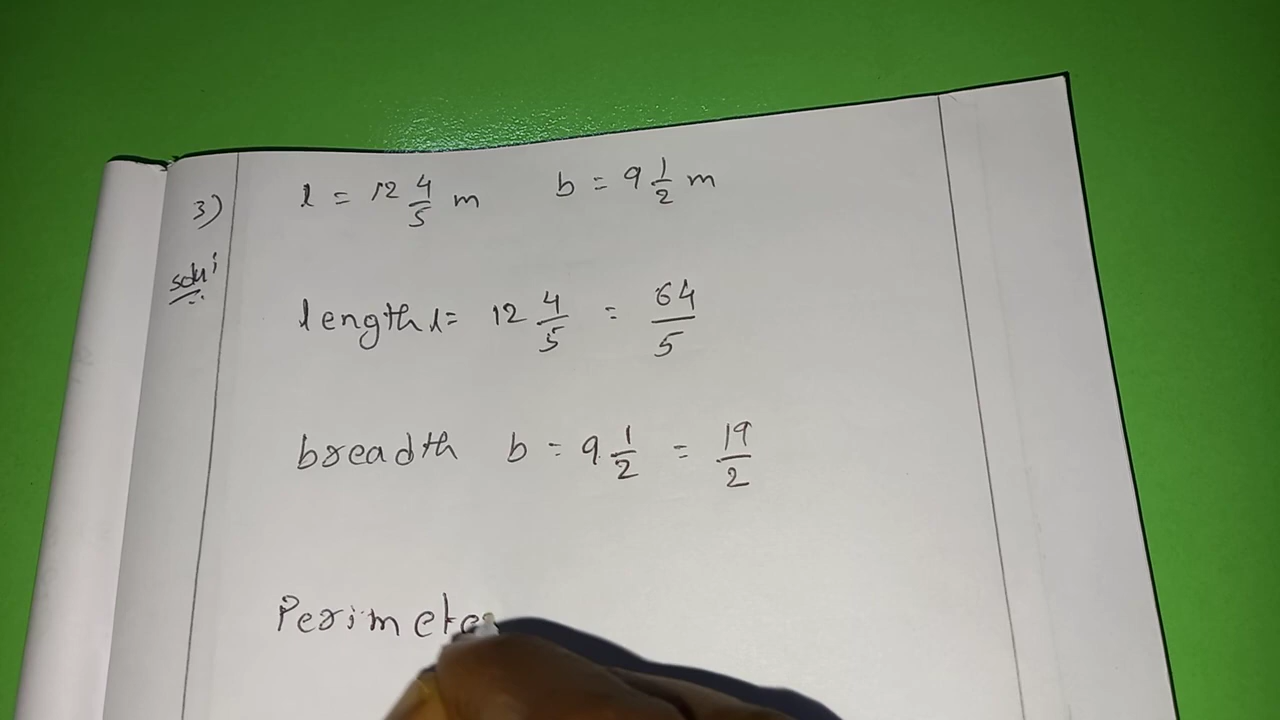 3) l = 12 4/5 m b = 9 1/2 m
Solu:
length l = 12 4/5 = 64/5
breadth b = 9 1/2 = 19/2
Perimeter